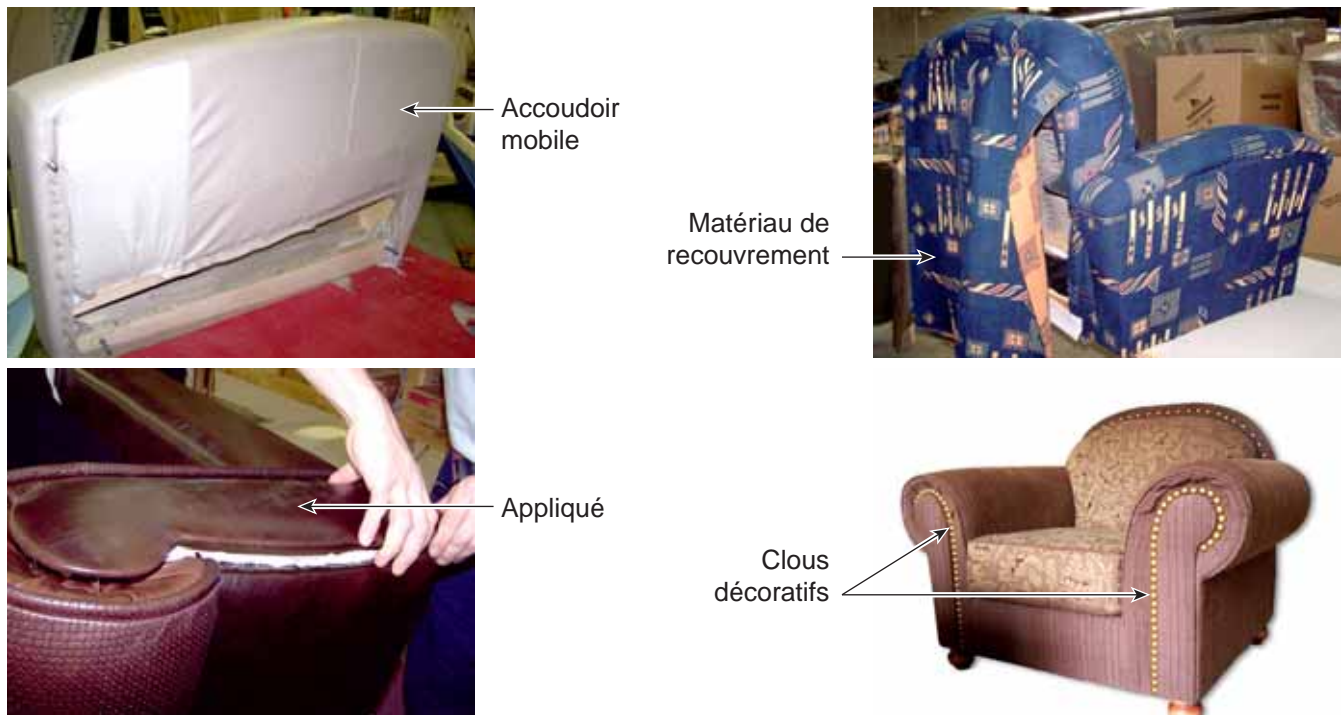 Accoudoir
mobile
Matériau de
recouvrement
Appliqué
Clous
décoratifs